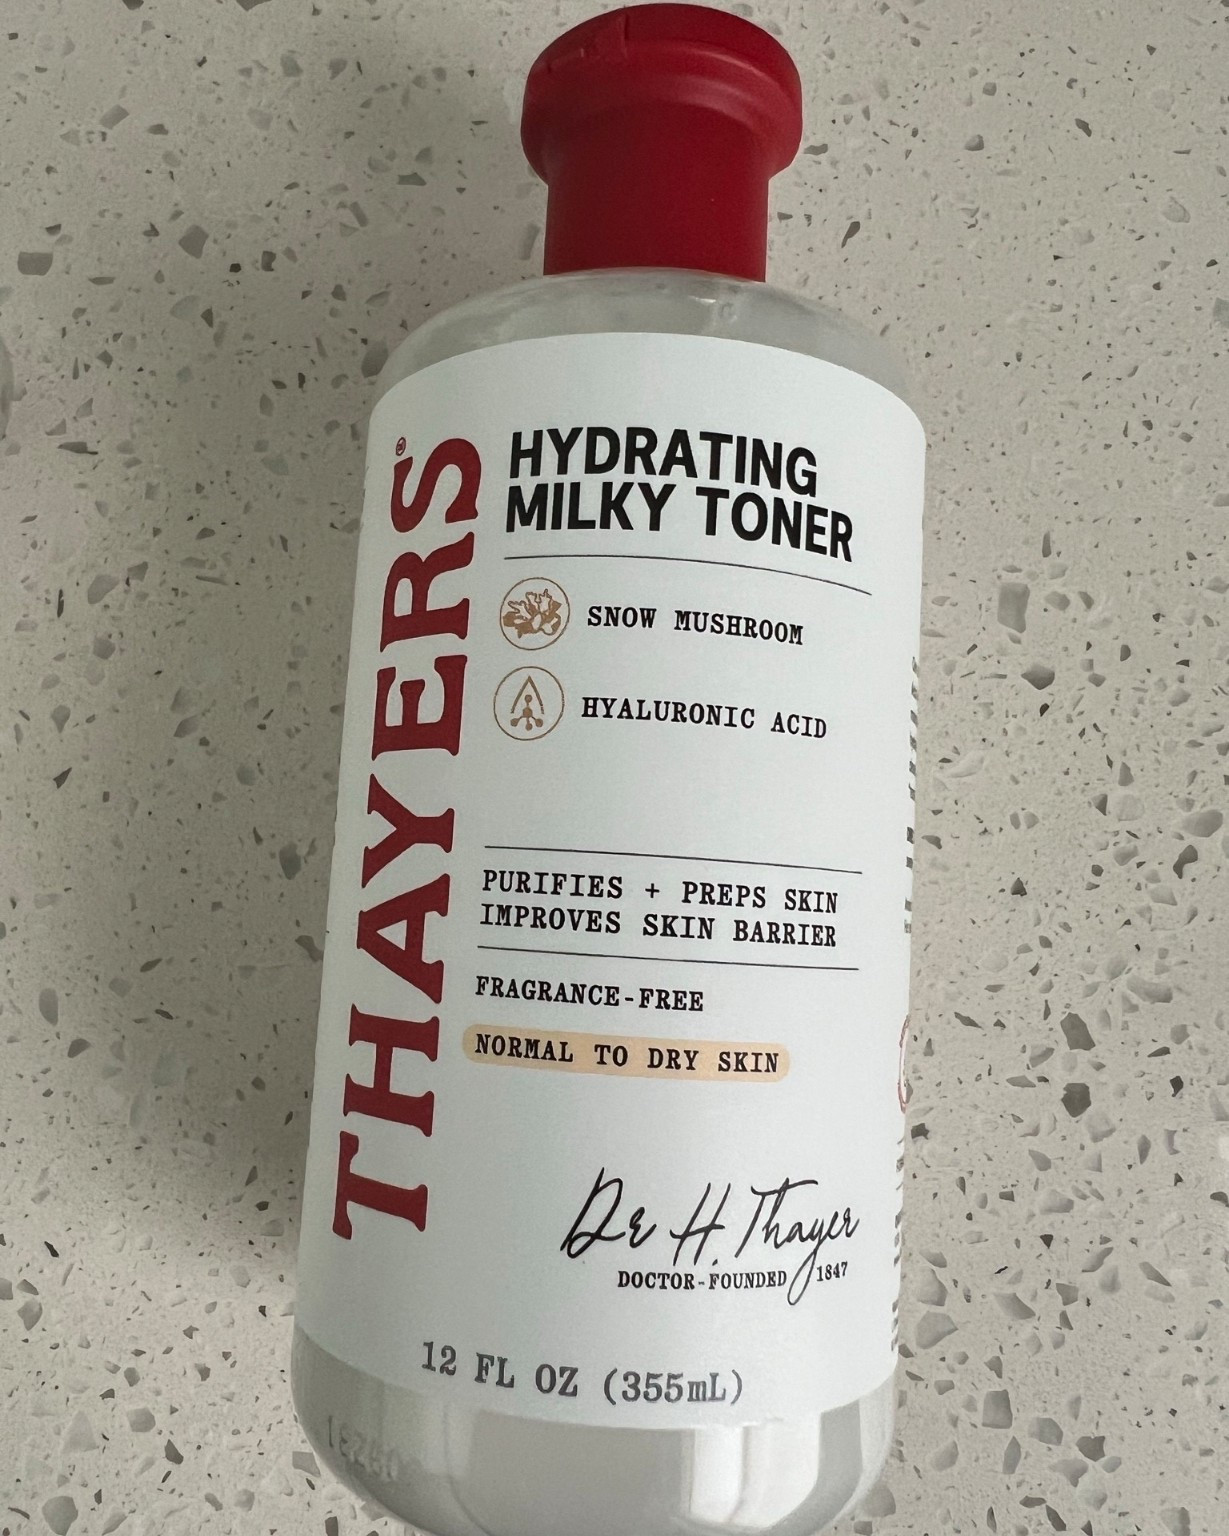 THAYERS®
HYDRATING
MILKY TONER
SNOW MUSHROOM
HYALURONIC ACID
PURIFIES + PREPS SKIN
IMPROVES SKIN BARRIER
FRAGRANCE-FREE
NORMAL TO DRY SKIN
Dr H. Thayer
DOCTOR-FOUNDED 1847
12 FL OZ (355mL)